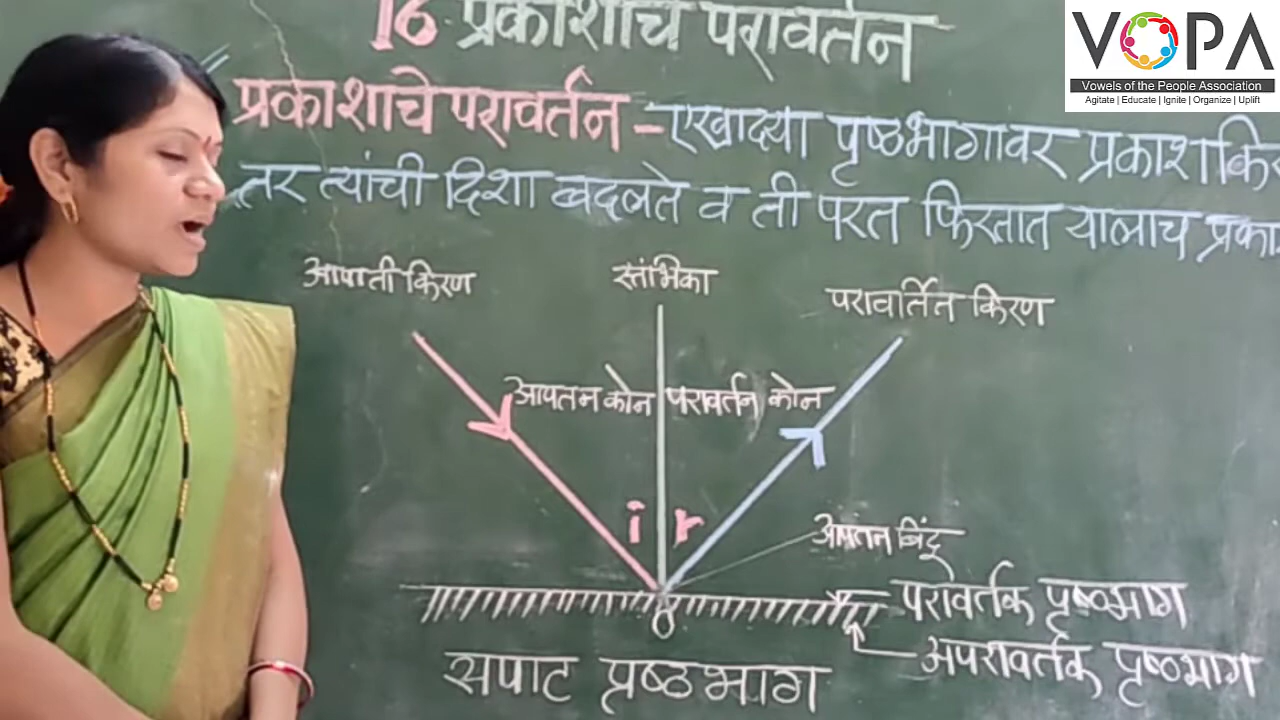 16. प्रकाशाचे परावर्तन
VOPA
Vowels of the People Association
Agitate | Educate | Ignite | Organize | Uplift
प्रकाशाचे परावर्तन – एखाद्या पृष्ठभागावर प्रकाश
तर त्यांची दिशा बदलते व ती परत फिरतात यालाच
आपाती किरण
स्तंभिका
परावर्तित किरण
आपतन कोन
परावर्तन कोन
i r
आपतन बिंदू
परावर्तक पृष्ठभाग
0
अपरावर्तक पृष्ठभाग
सपाट पृष्ठभाग